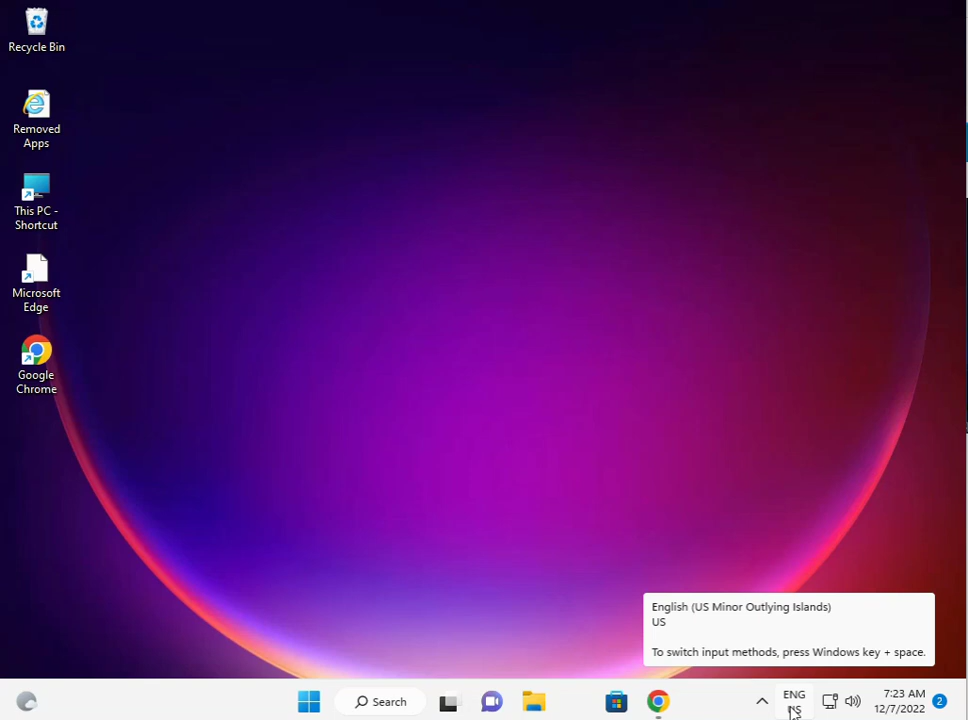 Recycle Bin
Removed
Apps
This PC -
Shortcut
Microsoft
Edge
Google
Chrome
English (US Minor Outlying Islands)
US
To switch input methods, press Windows key + space.
Search
ENG
US
7:23 AM
12/7/2022
2